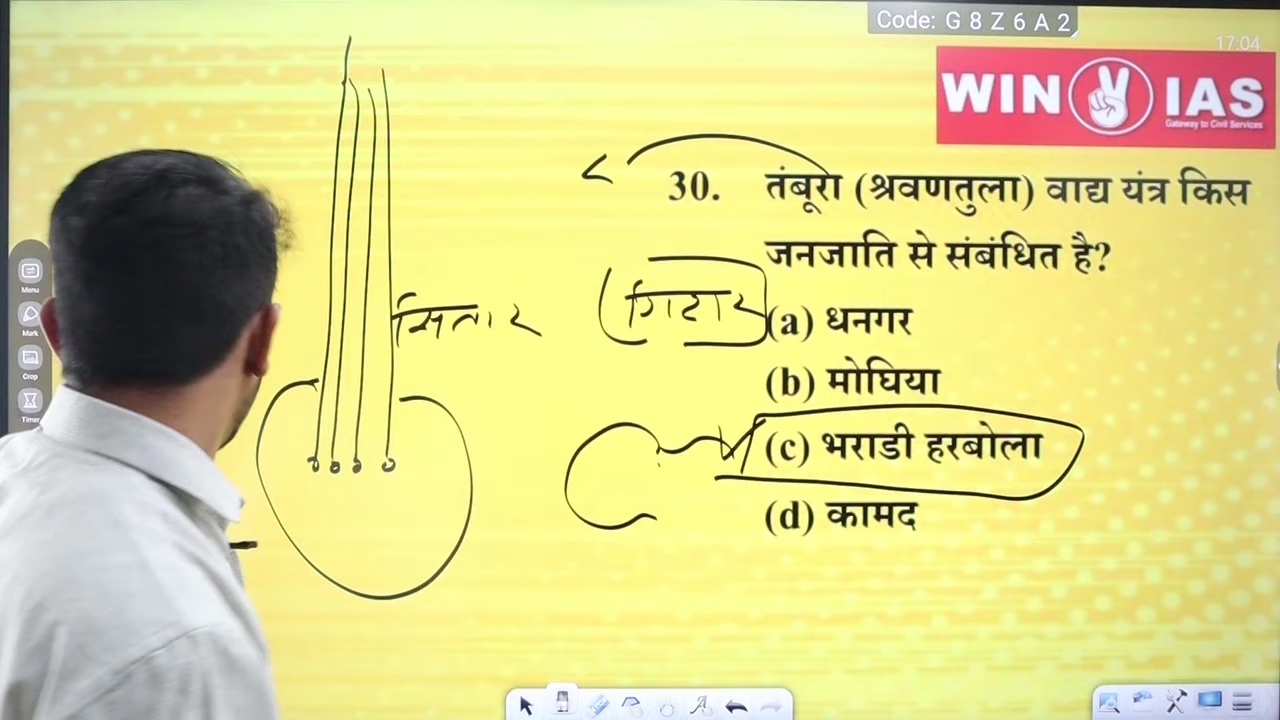 Code: G 8 Z 6 A 2
17:04
WIN IAS
Gateway to Civil Services
30. तंबूरा (श्रवणतुला) वाद्य यंत्र किस
जनजाति से संबंधित है?
(a) धनगर
(b) मोघिया
(c) भराडी हरबोला
(d) कामद
सितार
गिटार
Menu
Mark
Crop
Timer